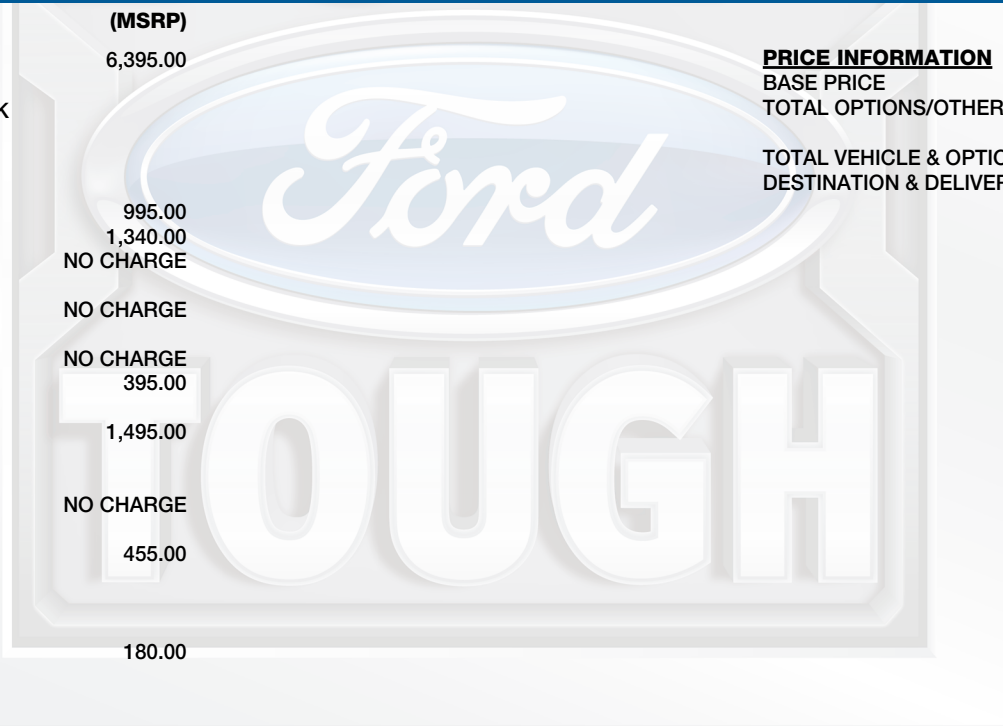 (MSRP)
6,395.00
K
995.00
1,340.00
NO CHARGE
NO CHARGE
NO CHARGE
395.00
1,495.00
NO CHARGE
455.00
180.00
PRICE INFORMATION
BASE PRICE
TOTAL OPTIONS/OTHER
TOTAL VEHICLE & OPTIO
DESTINATION & DELIVER
Ford
TOUGH